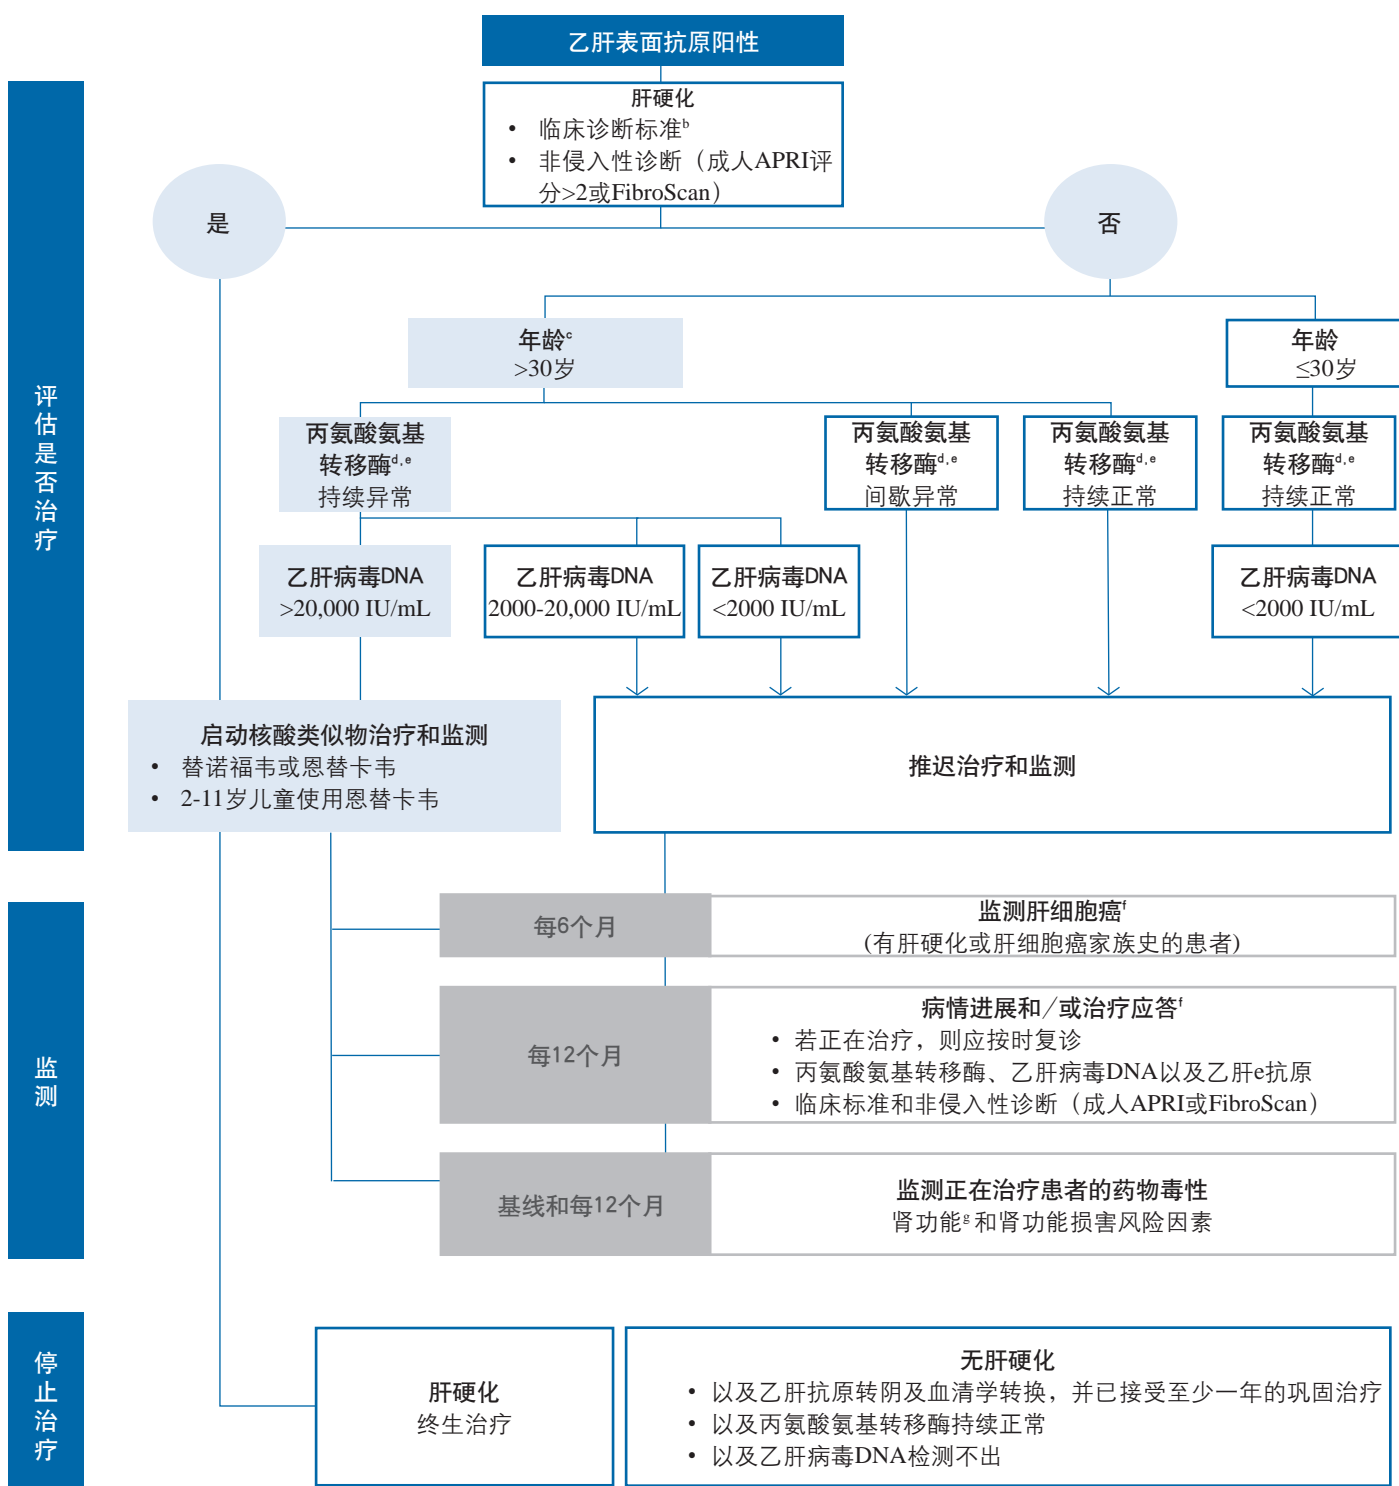 乙肝表面抗原阳性
肝硬化
• 临床诊断标准ᵇ
• 非侵入性诊断（成人APRI评
分>2或FibroScan）
是
否
评估是否治疗
年龄ᶜ
>30岁
年龄
≤30岁
丙氨酸氨基
转移酶ᵈ,ᵉ
持续异常
丙氨酸氨基
转移酶ᵈ,ᵉ
间歇异常
丙氨酸氨基
转移酶ᵈ,ᵉ
持续正常
丙氨酸氨基
转移酶ᵈ,ᵉ
持续正常
乙肝病毒DNA
>20,000 IU/mL
乙肝病毒DNA
2000-20,000 IU/mL
乙肝病毒DNA
<2000 IU/mL
乙肝病毒DNA
<2000 IU/mL
启动核酸类似物治疗和监测
• 替诺福韦或恩替卡韦
• 2-11岁儿童使用恩替卡韦
推迟治疗和监测
监测
每6个月
监测肝细胞癌ᶠ
(有肝硬化或肝细胞癌家族史的患者)
每12个月
病情进展和/或治疗应答ᶠ
• 若正在治疗，则应按时复诊
• 丙氨酸氨基转移酶、乙肝病毒DNA以及乙肝e抗原
• 临床标准和非侵入性诊断（成人APRI或FibroScan）
基线和每12个月
监测正在治疗患者的药物毒性
肾功能ᵍ和肾功能损害风险因素
停止治疗
肝硬化
终生治疗
无肝硬化
• 以及乙肝抗原转阴及血清学转换，并已接受至少一年的巩固治疗
• 以及丙氨酸氨基转移酶持续正常
• 以及乙肝病毒DNA检测不出